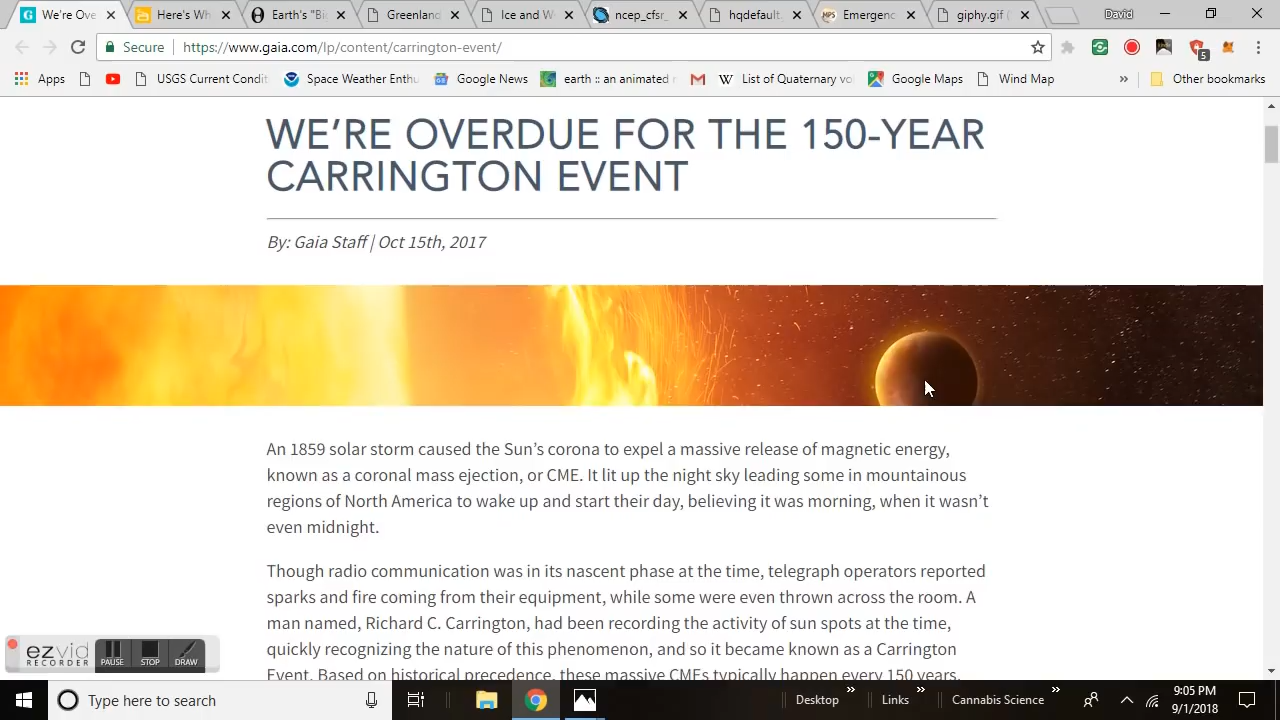 We're Ov
Here's Wh
Earth's "Bi
Greenland
Ice and W
ncep_cfsr_
hqdefault.
Emergenc
giphy.gif (
David
Secure
https://www.gaia.com/lp/content/carrington-event/
5
Apps
USGS Current Condit
Space Weather Enthu
Google News
earth :: an animated
List of Quaternary vo
Google Maps
Wind Map
»
Other bookmarks
WE'RE OVERDUE FOR THE 150-YEAR
CARRINGTON EVENT
By: Gaia Staff | Oct 15th, 2017
An 1859 solar storm caused the Sun's corona to expel a massive release of magnetic energy,
known as a coronal mass ejection, or CME. It lit up the night sky leading some in mountainous
regions of North America to wake up and start their day, believing it was morning, when it wasn't
even midnight.
Though radio communication was in its nascent phase at the time, telegraph operators reported
sparks and fire coming from their equipment, while some were even thrown across the room. A
man named, Richard C. Carrington, had been recording the activity of sun spots at the time,
quickly recognizing the nature of this phenomenon, and so it became known as a Carrington
Event. Based on historical precedence, these massive CMEs typically happen every 150 years.
ezvid
RECORDER
PAUSE
STOP
DRAW
Type here to search
Desktop »
Links »
Cannabis Science »
9:05 PM
9/1/2018